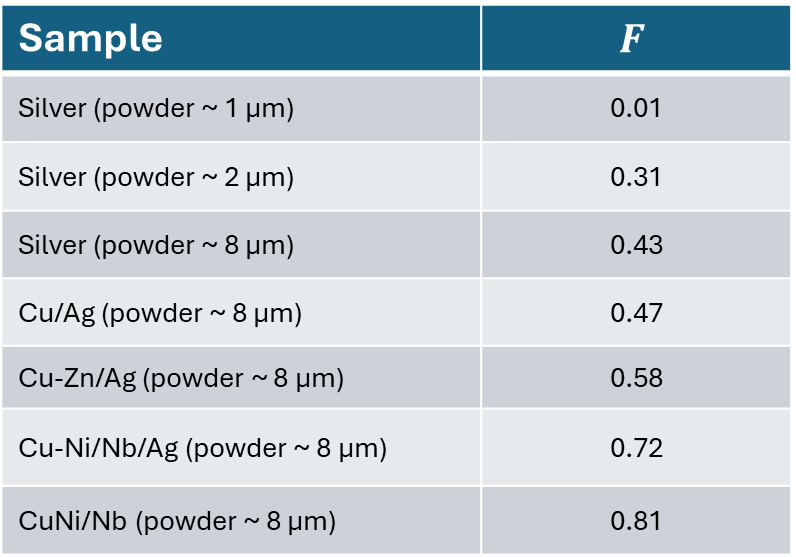 Sample F
Silver (powder ~ 1 µm) 0.01
Silver (powder ~ 2 µm) 0.31
Silver (powder ~ 8 µm) 0.43
Cu/Ag (powder ~ 8 µm) 0.47
Cu-Zn/Ag (powder ~ 8 µm) 0.58
Cu-Ni/Nb/Ag (powder ~ 8 µm) 0.72
CuNi/Nb (powder ~ 8 µm) 0.81